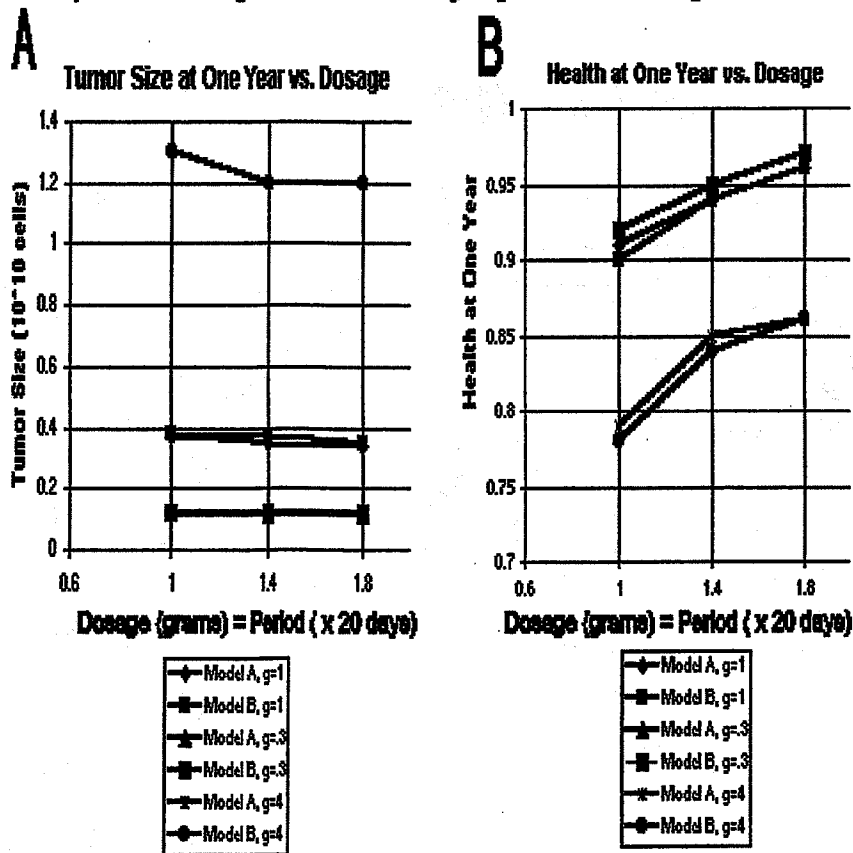 A
Tumor Size at One Year vs. Dosage
Tumor Size (10^10 cells)
1.4
1.2
1
0.8
0.6
0.4
0.2
0
0.6
1
1.4
1.8
Dosage (grams) = Period ( x 20 days)
Model A, g=1
Model B, g=1
Model A, g=.3
Model B, g=.3
Model A, g=4
Model B, g=4
B
Health at One Year vs. Dosage
Health at One Year
1
0.95
0.9
0.85
0.8
0.75
0.7
0.6
1
1.4
1.8
Dosage (grams) = Period ( x 20 days)
Model A, g=1
Model B, g=1
Model A, g=.3
Model B, g=.3
Model A, g=4
Model B, g=4